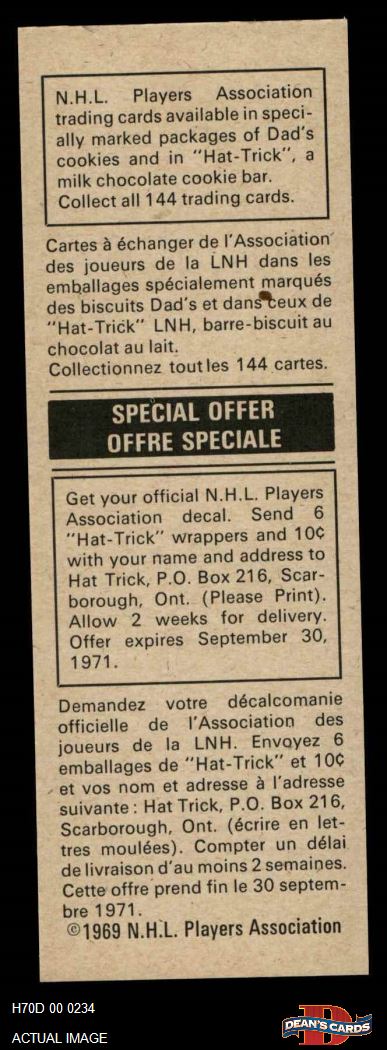 N.H.L. Players Association
trading cards available in speci-
ally marked packages of Dad's
cookies and in "Hat-Trick", a
milk chocolate cookie bar.
Collect all 144 trading cards.
Cartes à échanger de l'Association
des joueurs de la LNH dans les
emballages spécialement marqués
des biscuits Dad's et dans ceux de
"Hat-Trick" LNH, barre-biscuit au
chocolat au lait.
Collectionnez tout les 144 cartes.
SPECIAL OFFER
OFFRE SPECIALE
Get your official N.H.L. Players
Association decal. Send 6
"Hat-Trick" wrappers and 10¢
with your name and address to
Hat Trick, P.O. Box 216, Scar-
borough, Ont. (Please Print).
Allow 2 weeks for delivery.
Offer expires September 30,
1971.
Demandez votre décalcomanie
officielle de l'Association des
joueurs de la LNH. Envoyez 6
emballages de "Hat-Trick" et 10¢
et vos nom et adresse à l'adresse
suivante : Hat Trick, P.O. Box 216,
Scarborough, Ont. (écrire en let-
tres moulées). Compter un délai
de livraison d'au moins 2 semaines.
Cette offre prend fin le 30 septem-
bre 1971.
©1969 N.H.L. Players Association
H70D 00 0234
ACTUAL IMAGE
D
DEAN'S CARDS